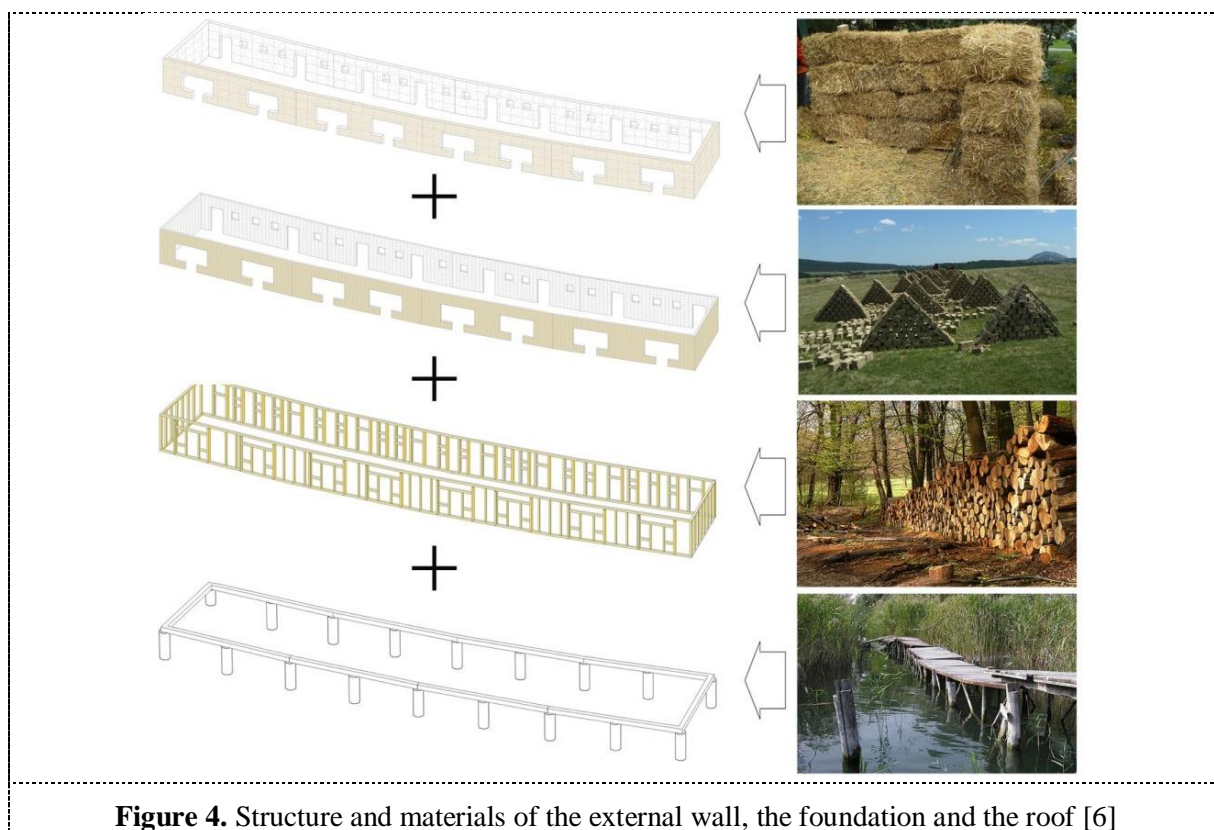 Figure 4. Structure and materials of the external wall, the foundation and the roof [6]